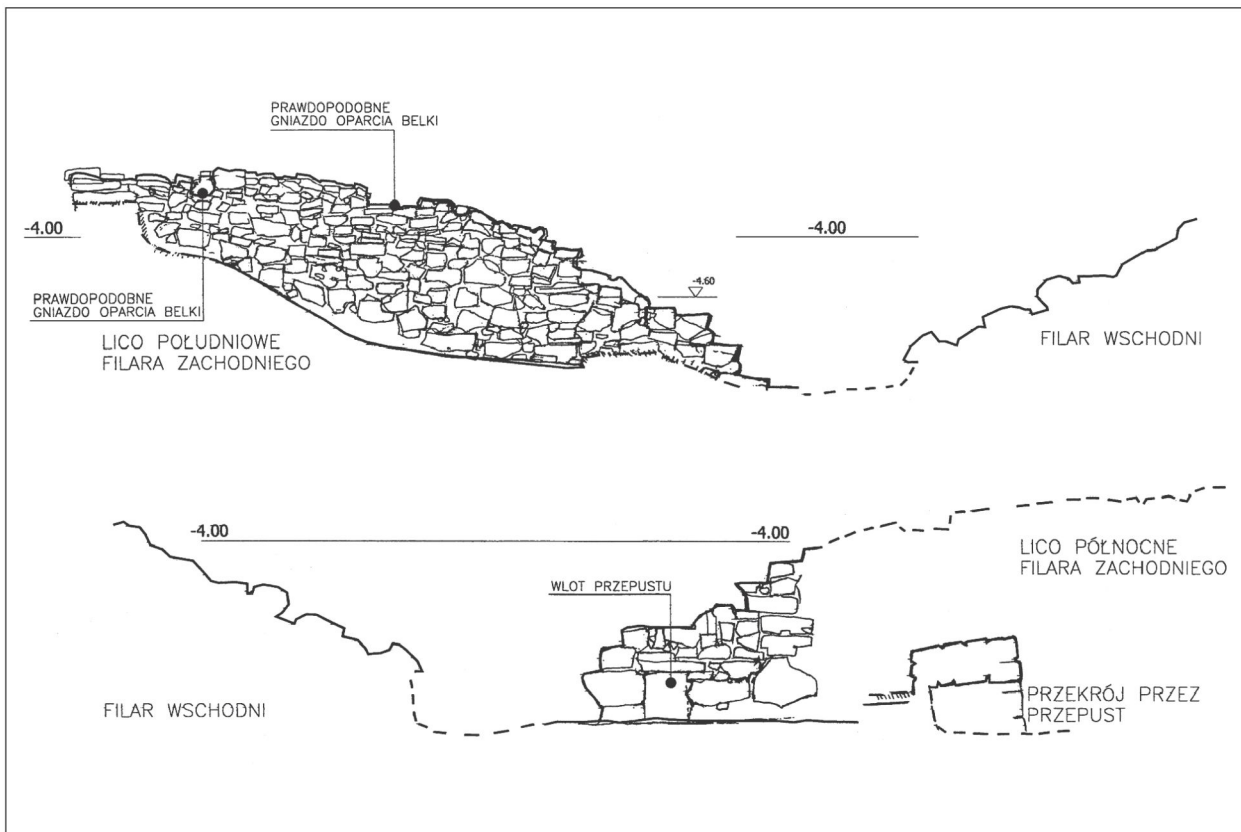 PRAWDOPODOBNE
GNIAZDO OPARCIA BELKI
-4.00
-4.00
-4.60
PRAWDOPODOBNE
GNIAZDO OPARCIA BELKI
LICO POŁUDNIOWE
FILARA ZACHODNIEGO
FILAR WSCHODNI
-4.00
-4.00
LICO PÓŁNOCNE
FILARA ZACHODNIEGO
WLOT PRZEPUSTU
FILAR WSCHODNI
PRZEKRÓJ PRZEZ
PRZEPUST